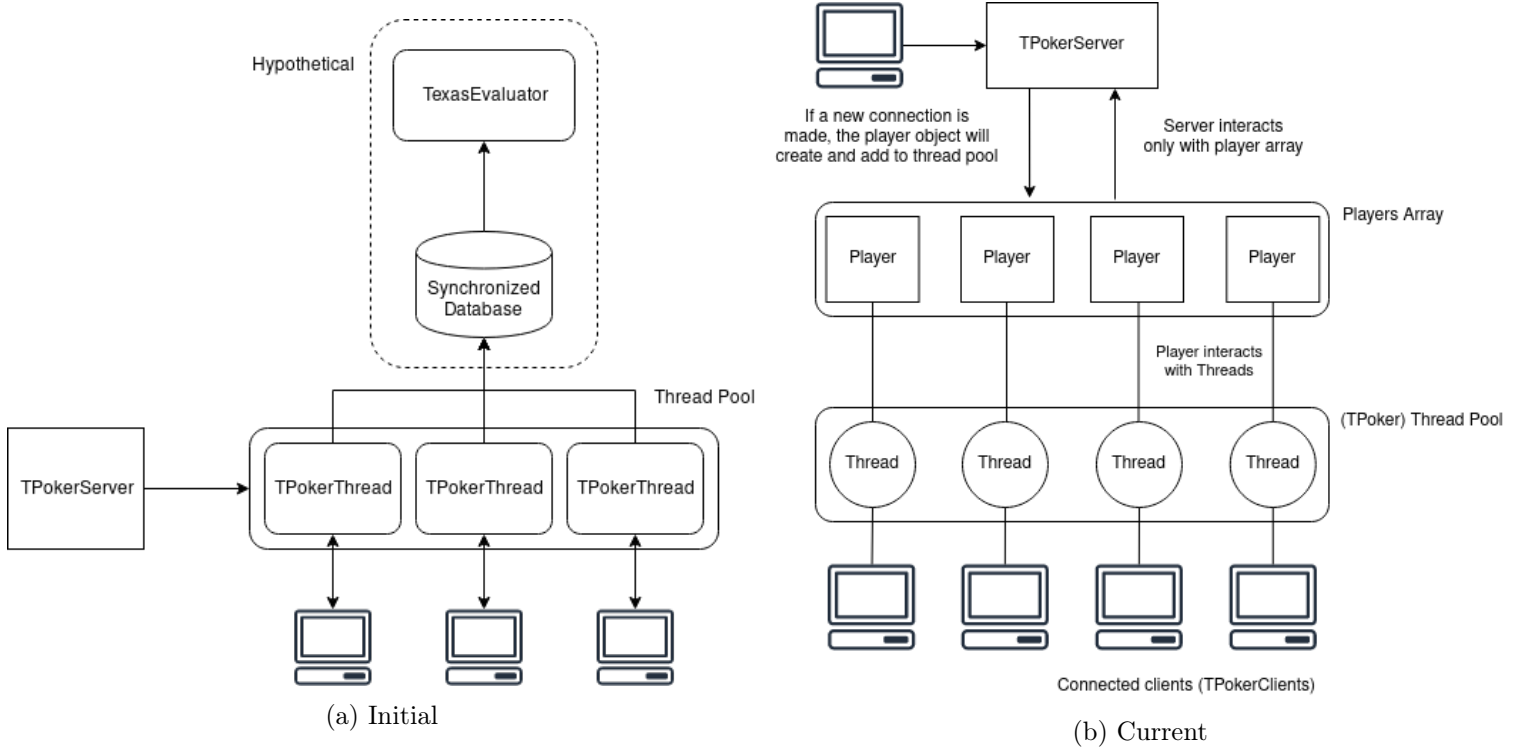 Hypothetical
TexasEvaluator
Synchronized
Database
Thread Pool
TPokerServer
TPokerThread
TPokerThread
TPokerThread
(a) Initial
TPokerServer
If a new connection is
made, the player object will
create and add to thread pool
Server interacts
only with player array
Players Array
Player
Player
Player
Player
Player interacts
with Threads
(TPoker) Thread Pool
Thread
Thread
Thread
Thread
Connected clients (TPokerClients)
(b) Current